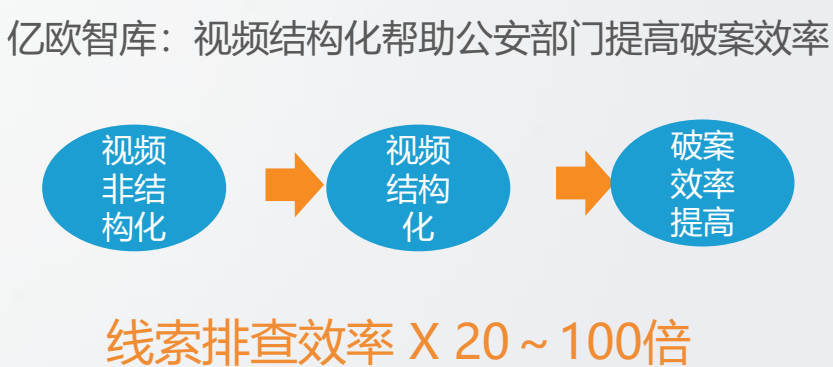 亿欧智库：视频结构化帮助公安部门提高破案效率
视频
非结
构化
视频
结构
化
破案
效率
提高
线索排查效率 X 20～100倍